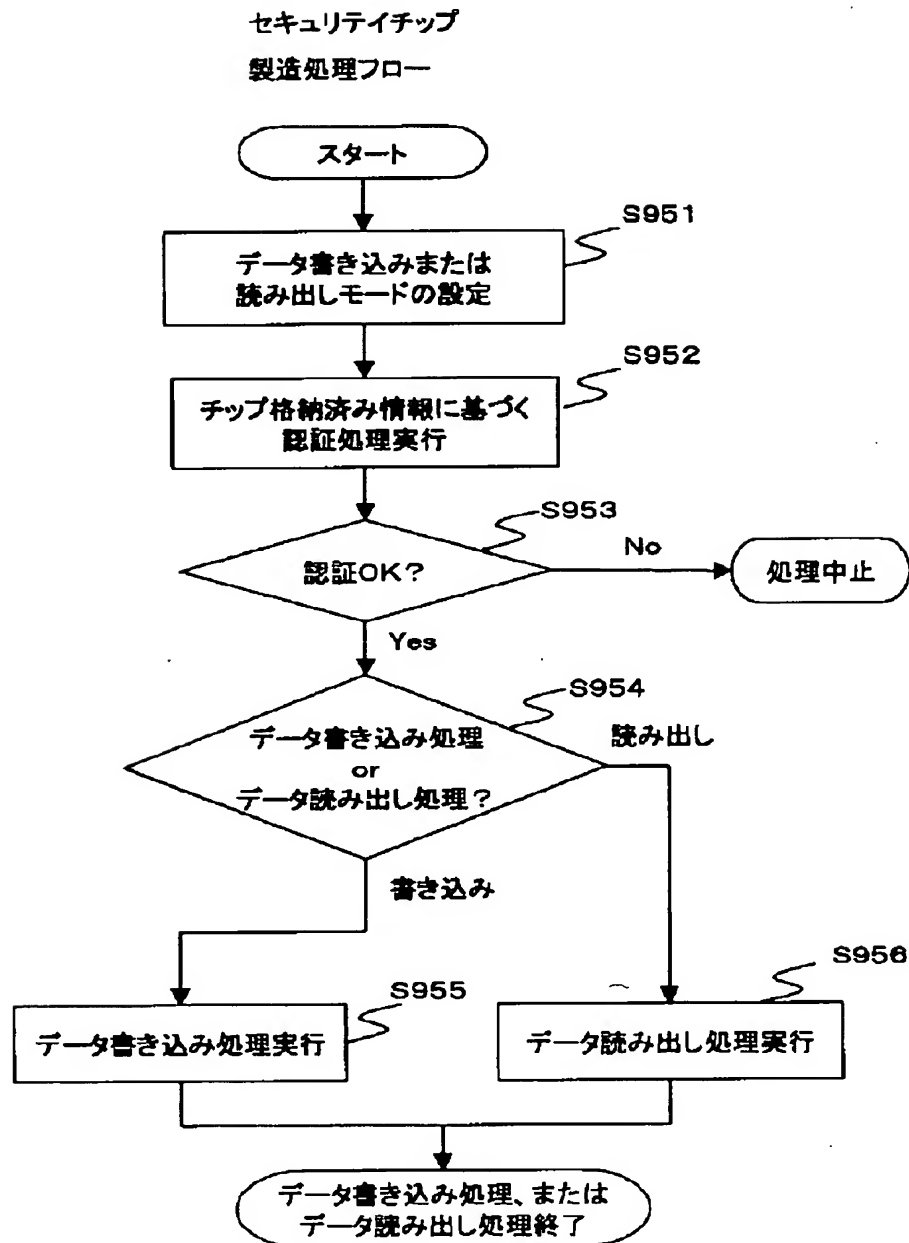 セキュリテイチップ
製造処理フロー
スタート
S951
データ書き込みまたは
読み出しモードの設定
S952
チップ格納済み情報に基づく
認証処理実行
S953
認証OK?
No
処理中止
Yes
S954
データ書き込み処理
or
データ読み出し処理?
読み出し
書き込み
S955
データ書き込み処理実行
S956
データ読み出し処理実行
データ書き込み処理、または
データ読み出し処理終了